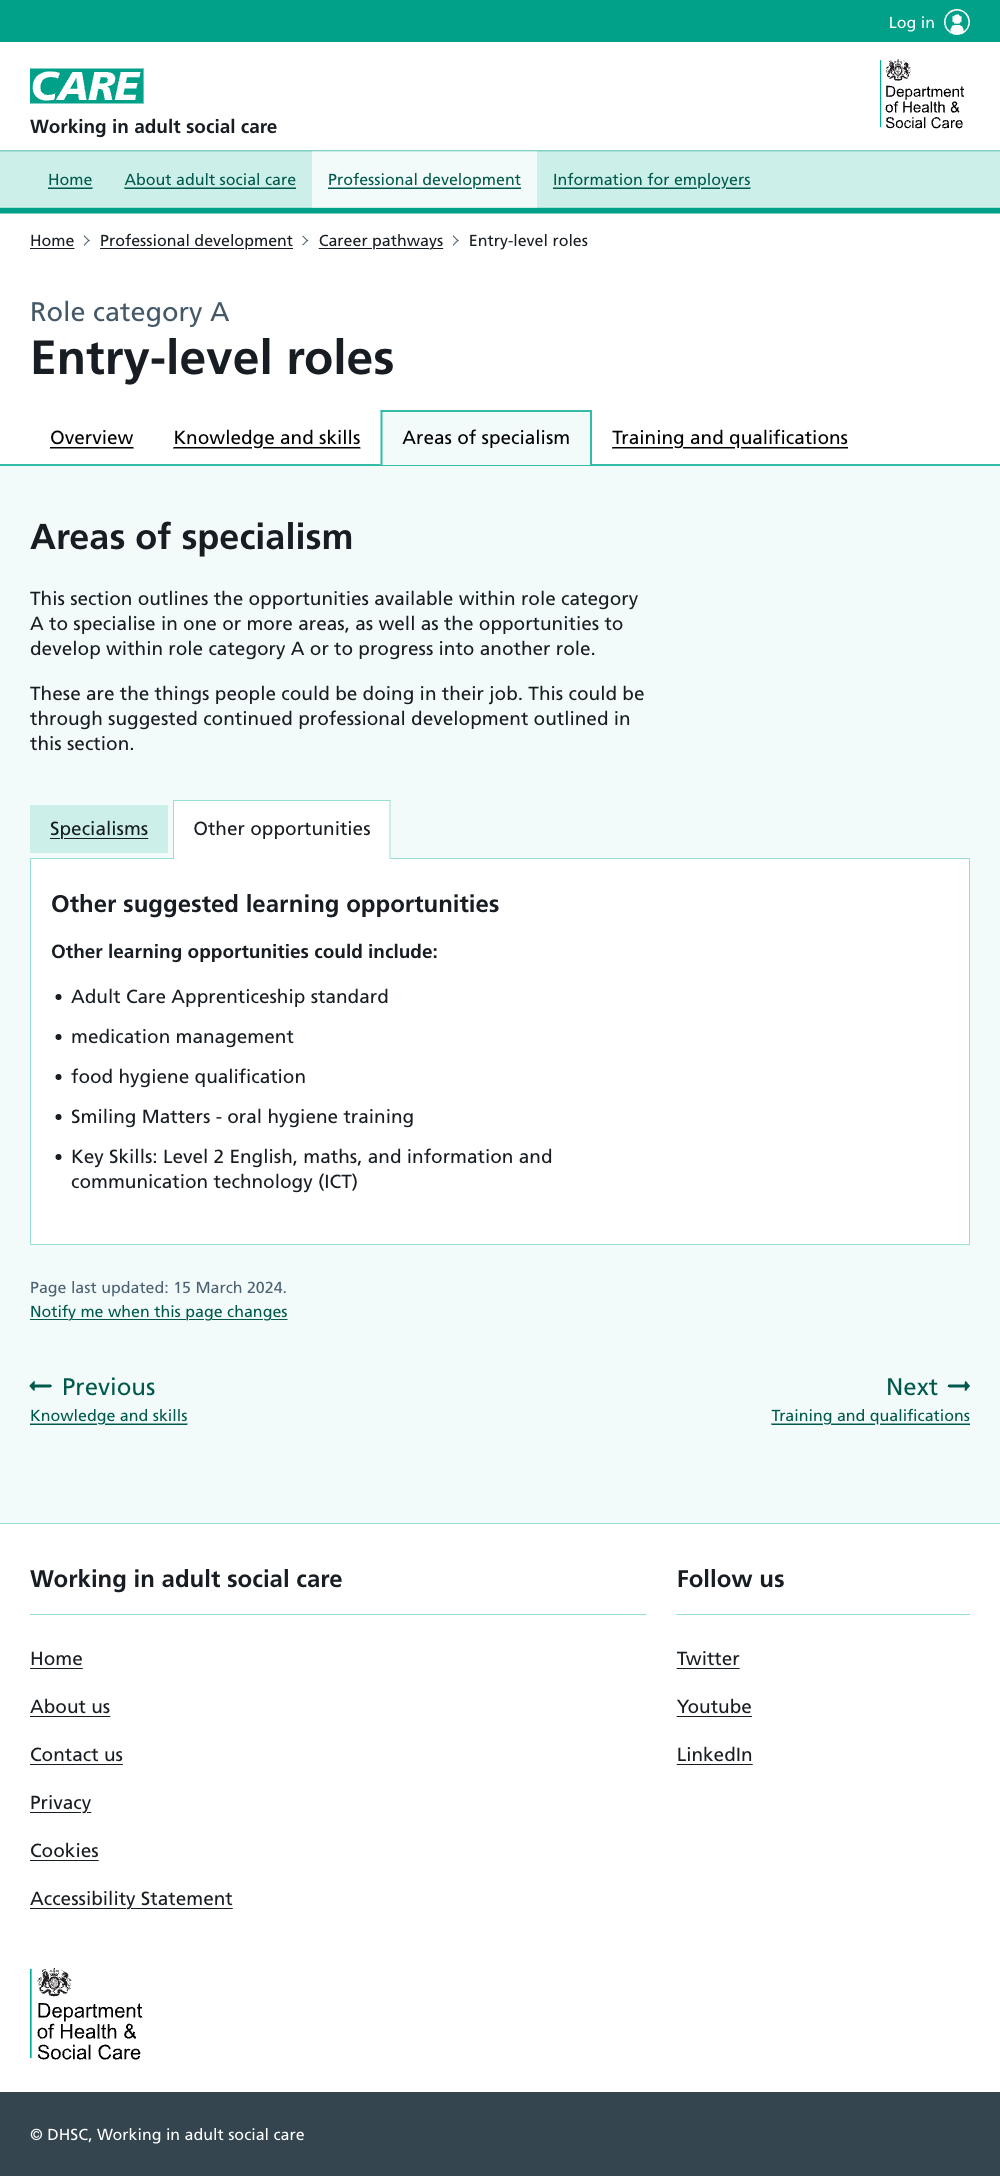 Log in
CARE
Working in adult social care
Department
of Health &
Social Care
Home
About adult social care
Professional development
Information for employers
Home
Professional development
Career pathways
Entry-level roles
Role category A
Entry-level roles
Overview
Knowledge and skills
Areas of specialism
Training and qualifications
Areas of specialism
This section outlines the opportunities available within role category
A to specialise in one or more areas, as well as the opportunities to
develop within role category A or to progress into another role.
These are the things people could be doing in their job. This could be
through suggested continued professional development outlined in
this section.
Specialisms
Other opportunities
Other suggested learning opportunities
Other learning opportunities could include:
• Adult Care Apprenticeship standard
• medication management
• food hygiene qualification
• Smiling Matters - oral hygiene training
• Key Skills: Level 2 English, maths, and information and
communication technology (ICT)
Page last updated: 15 March 2024.
Notify me when this page changes
Previous
Knowledge and skills
Next
Training and qualifications
Working in adult social care
Home
About us
Contact us
Privacy
Cookies
Accessibility Statement
Follow us
Twitter
Youtube
LinkedIn
Department
of Health &
Social Care
© DHSC, Working in adult social care